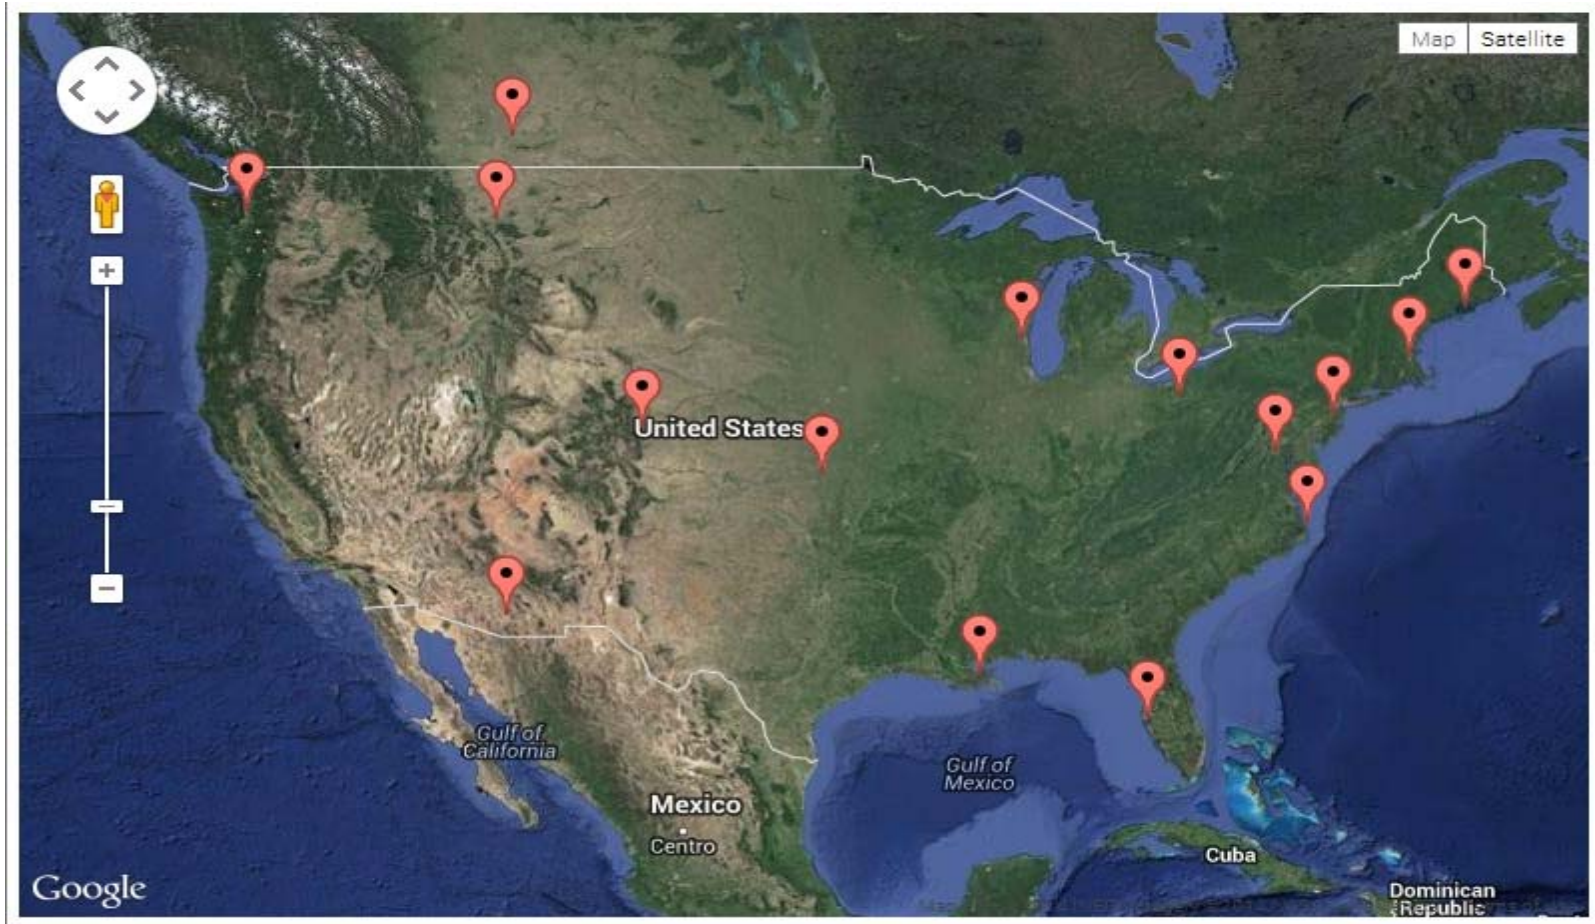 Map Satellite
United States
Gulf of
California
Gulf of
Mexico
Mexico
Centro
Cuba
Dominican
Republic
Google